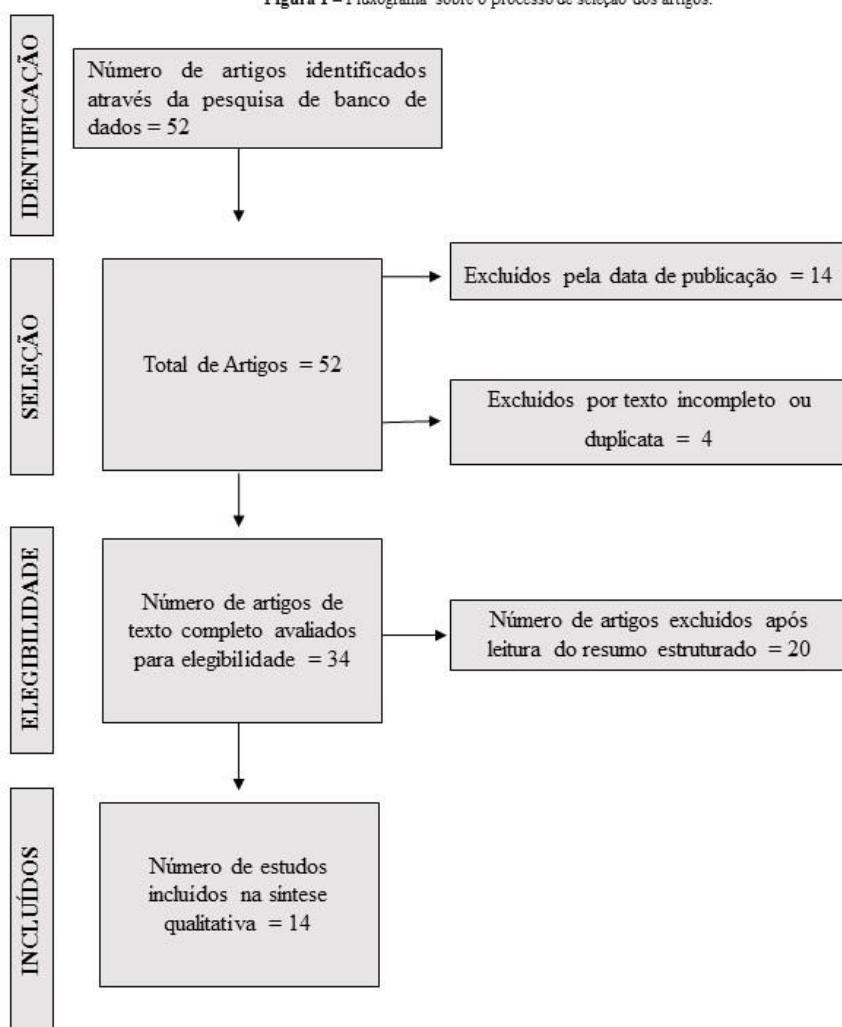 Figura 1 – Fluxograma sobre o processo de seleção dos artigos.
IDENTIFICAÇÃO
Número de artigos identificados
através da pesquisa de banco de
dados = 52
SELEÇÃO
Total de Artigos = 52
Excluídos pela data de publicação = 14
Excluídos por texto incompleto ou
duplicata = 4
ELEGIBILIDADE
Número de artigos de
texto completo avaliados
para elegibilidade = 34
Número de artigos excluídos após
leitura do resumo estruturado = 20
INCLUÍDOS
Número de estudos
incluídos na síntese
qualitativa = 14